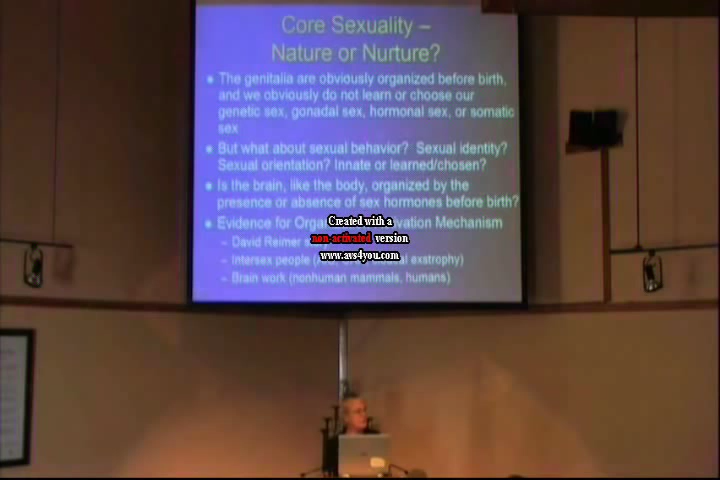 Core Sexuality –
Nature or Nurture?
The genitalia are obviously organized before birth,
and we obviously do not learn or choose our
genetic sex, gonadal sex, hormonal sex, or somatic
sex
But what about sexual behavior? Sexual identity?
Sexual orientation? Innate or learned/chosen?
Is the brain, like the body, organized by the
presence or absence of sex hormones before birth?
Evidence for Mechanism
Created with a
non-activated version
www.avs4you.com
– David Reimer
– Intersex people exstrophy)
– Brain work (nonhuman mammals, humans)